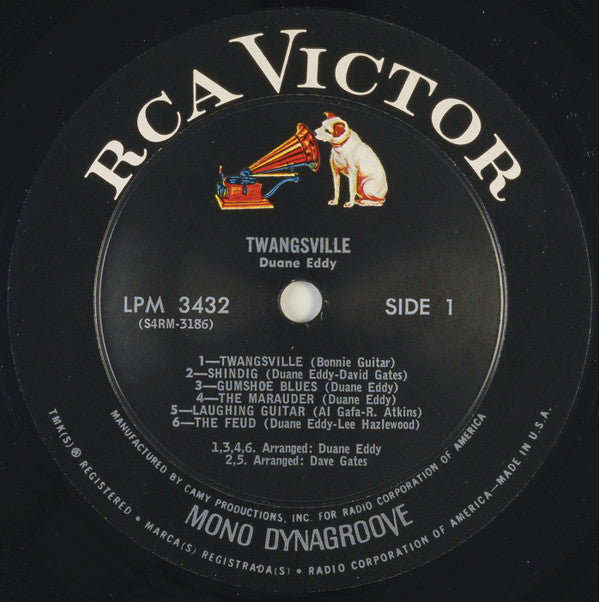 RCA VICTOR
TWANGSVILLE
Duane Eddy
LPM 3432
(S4RM-3186)
SIDE 1
1—TWANGSVILLE (Bonnie Guitar)
2—SHINDIG (Duane Eddy-David Gates)
3—GUMSHOE BLUES (Duane Eddy)
4—THE MARAUDER (Duane Eddy)
5—LAUGHING GUITAR (Al Gafa-R. Atkins)
6—THE FEUD (Duane Eddy-Lee Hazlewood)
1,3,4,6. Arranged: Duane Eddy
2,5. Arranged: Dave Gates
MANUFACTURED BY CAMY PRODUCTIONS, INC. FOR RADIO CORPORATION OF AMERICA
MONO DYNAGROOVE
TMK(S) ® REGISTERED • MARCA(S) REGISTRADA(S) • RADIO CORPORATION OF AMERICA—MADE IN U.S.A.